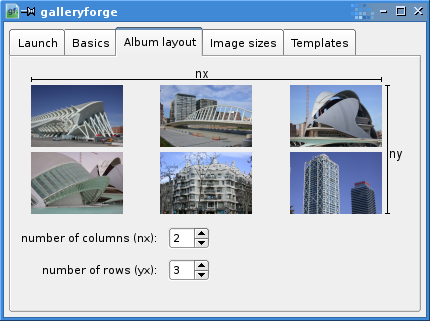 galleryforge
Launch Basics Album layout Image sizes Templates
nx
ny
number of columns (nx): 2
number of rows (yx): 3